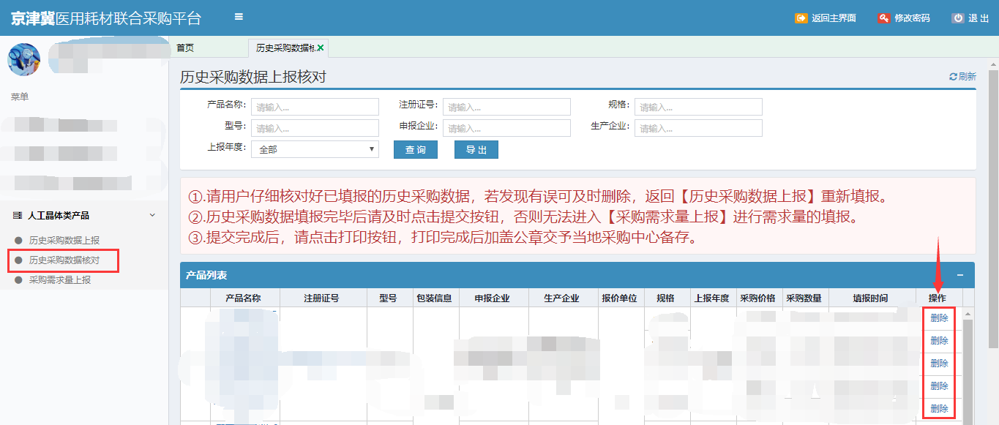 京津冀医用耗材联合采购平台
返回主界面 修改密码 退 出
首页 历史采购数据核
菜单
历史采购数据上报核对 刷新
产品名称: 请输入... 注册证号: 请输入... 规格: 请输入...
型号: 请输入... 申报企业: 请输入... 生产企业: 请输入...
上报年度: 全部 查 询 导 出
①.请用户仔细核对好已填报的历史采购数据，若发现有误可及时删除，返回【历史采购数据上报】重新填报。
②.历史采购数据填报完毕后请及时点击提交按钮，否则无法进入【采购需求量上报】进行需求量的填报。
③.提交完成后，请点击打印按钮，打印完成后加盖公章交予当地采购中心备存。
人工晶体类产品
历史采购数据上报
历史采购数据核对
采购需求量上报
产品列表
产品名称 注册证号 型号 包装信息 申报企业 生产企业 报价单位 规格 上报年度 采购价格 采购数量 填报时间 操作
删除
删除
删除
删除
删除